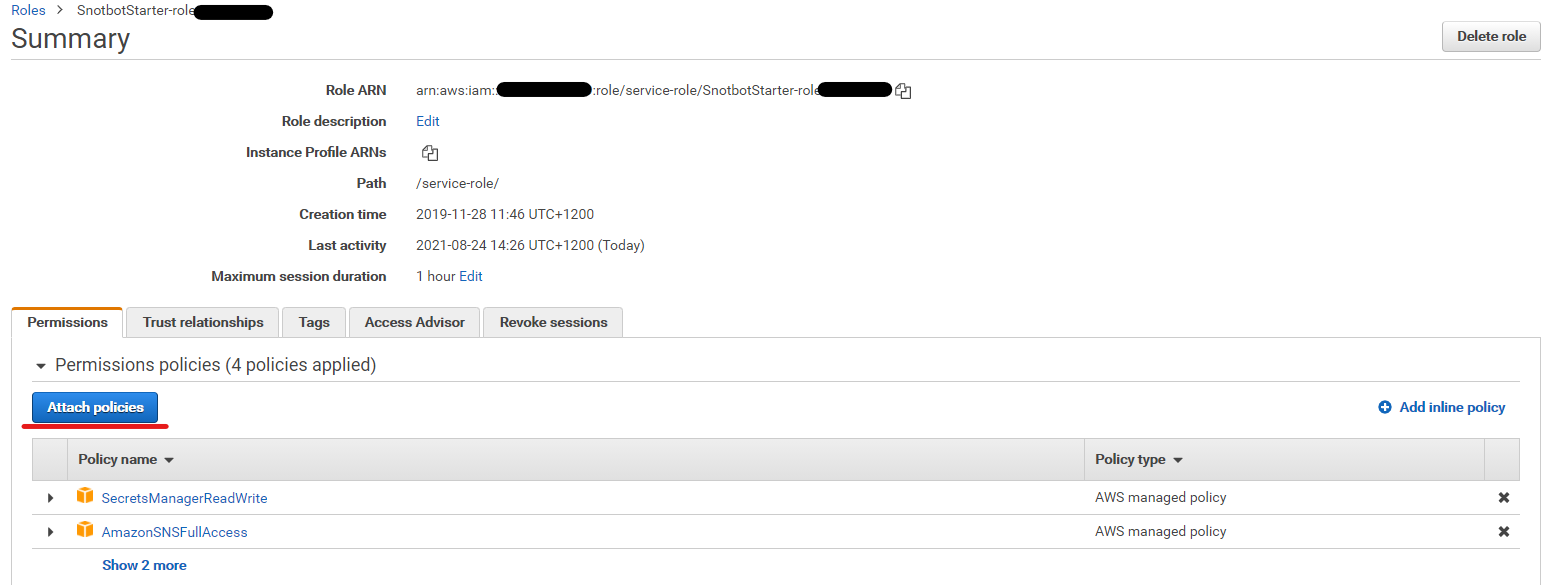 Roles > SnotbotStarter-role
Summary
Delete role
Role ARN arn:aws:iam:: :role/service-role/SnotbotStarter-role
Role description Edit
Instance Profile ARNs
Path /service-role/
Creation time 2019-11-28 11:46 UTC+1200
Last activity 2021-08-24 14:26 UTC+1200 (Today)
Maximum session duration 1 hour Edit
Permissions Trust relationships Tags Access Advisor Revoke sessions
Permissions policies (4 policies applied)
Attach policies Add inline policy
Policy name Policy type
SecretsManagerReadWrite AWS managed policy
AmazonSNSFullAccess AWS managed policy
Show 2 more